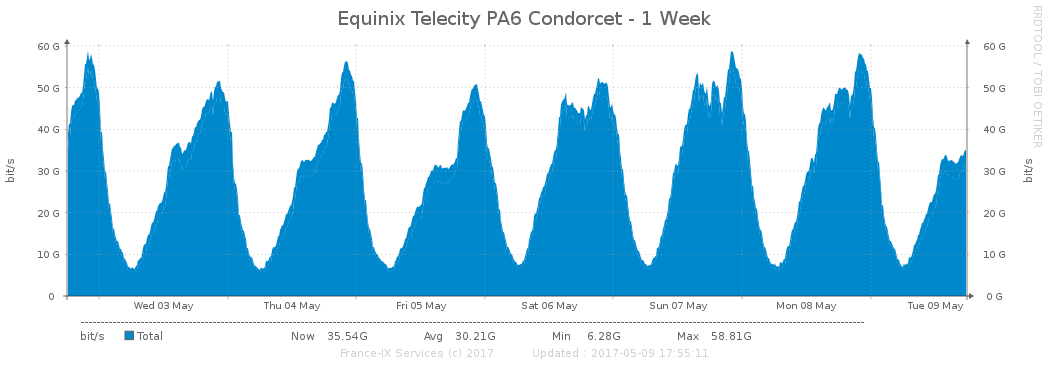 Equinix Telecity PA6 Condorcet - 1 Week
RRDTOOL / TOBI OETIKER
bit/s
bit/s
60 G 60 G
50 G 50 G
40 G 40 G
30 G 30 G
20 G 20 G
10 G 10 G
0 0 G
Wed 03 May Thu 04 May Fri 05 May Sat 06 May Sun 07 May Mon 08 May Tue 09 May
bit/s Total Now 35.54G Avg 30.21G Min 6.28G Max 58.81G
France-IX Services (c) 2017 Updated : 2017-05-09 17:55:11